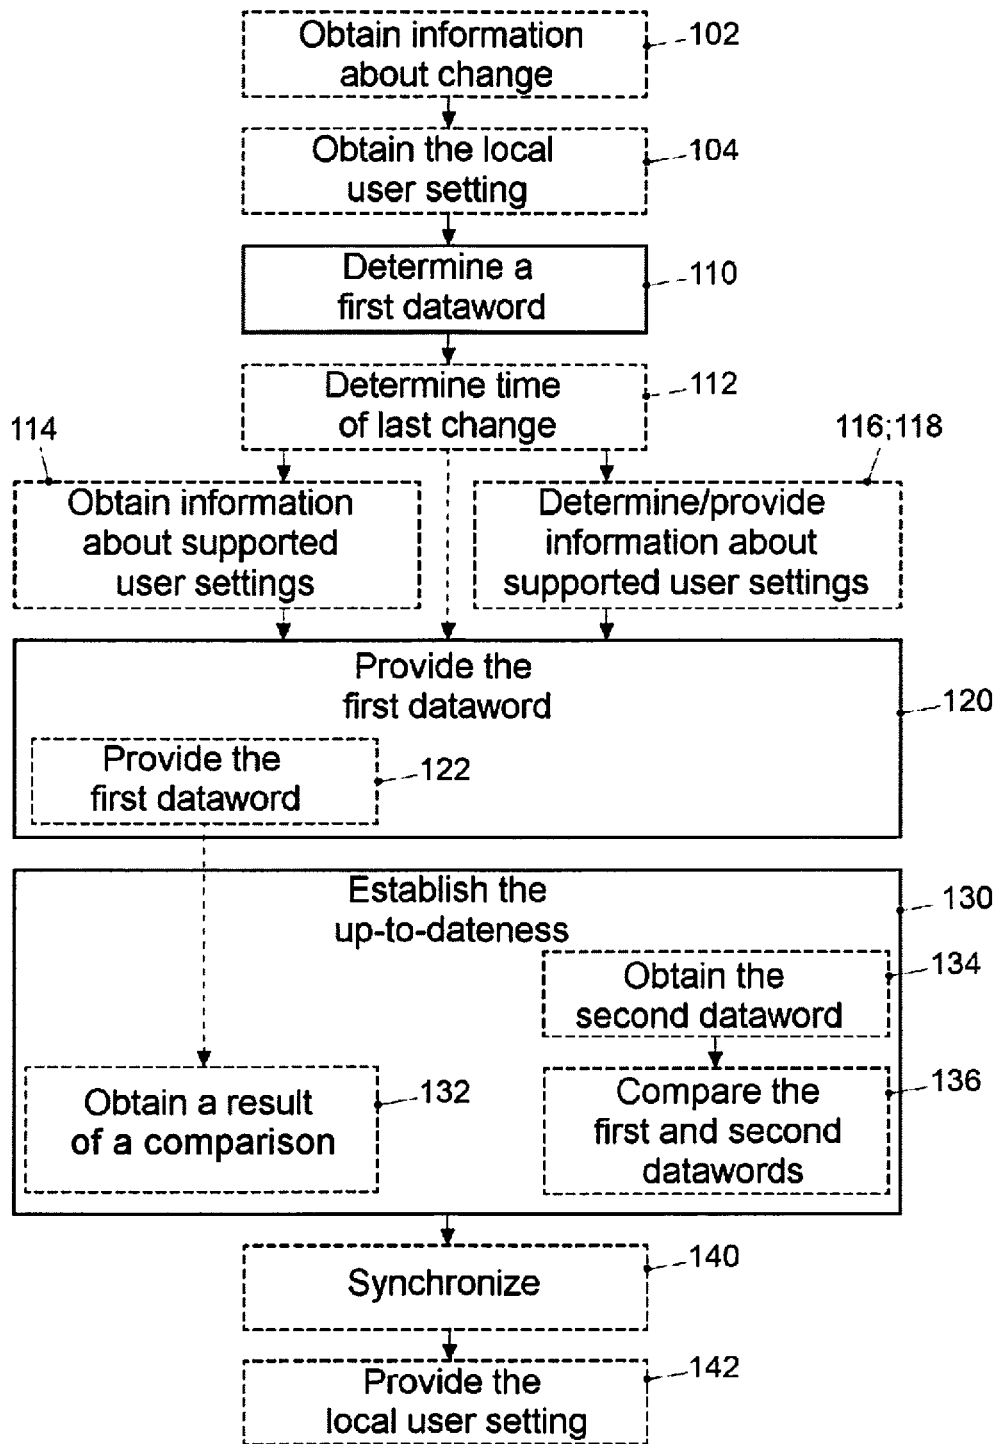 Obtain information
about change
102
Obtain the local
user setting
104
Determine a
first dataword
110
Determine time
of last change
112
114
116;118
Obtain information
about supported
user settings
Determine/provide
information about
supported user settings
Provide the
first dataword
120
Provide the
first dataword
122
Establish the
up-to-dateness
130
Obtain the
second dataword
134
Obtain a result
of a comparison
132
Compare the
first and second
datawords
136
Synchronize
140
Provide the
local user setting
142